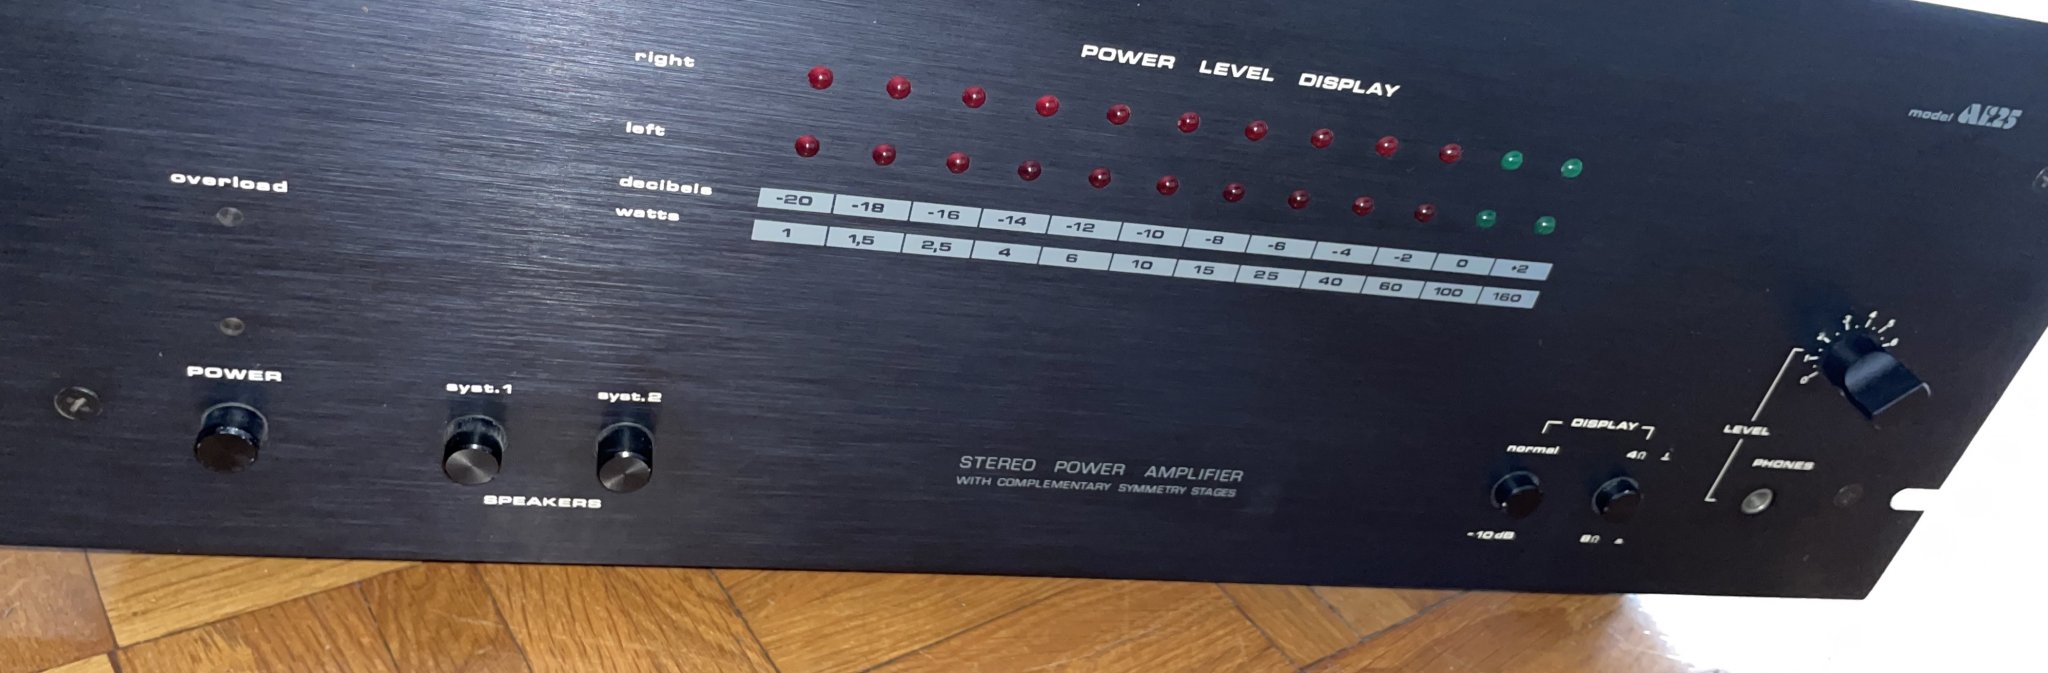 right
POWER LEVEL DISPLAY
model
left
overload
decibels -20 -18 -16 -14 -12 -10 -8 -6 -4 -2 0 +2
watts 1 1,5 2,5 4 6 10 15 25 40 60 100 160
POWER
syst.1
syst.2
SPEAKERS
STEREO POWER AMPLIFIER
WITH COMPLEMENTARY SYMMETRY STAGES
DISPLAY
normal
4Ω
-10dB
8Ω
LEVEL
PHONES
0